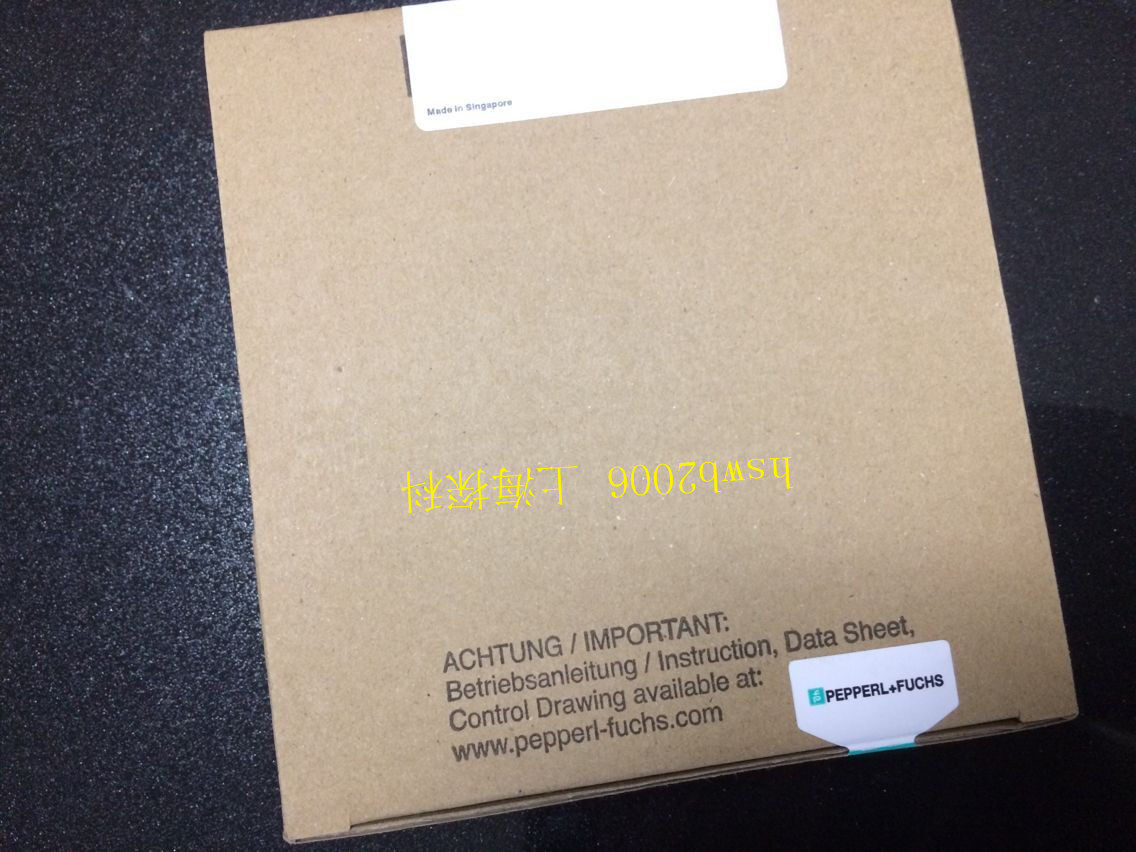 Made in Singapore
hswb2006 上海探科
ACHTUNG / IMPORTANT:
Betriebsanleitung / Instruction, Data Sheet,
Control Drawing available at:
www.pepperl-fuchs.com
PEPPERL+FUCHS